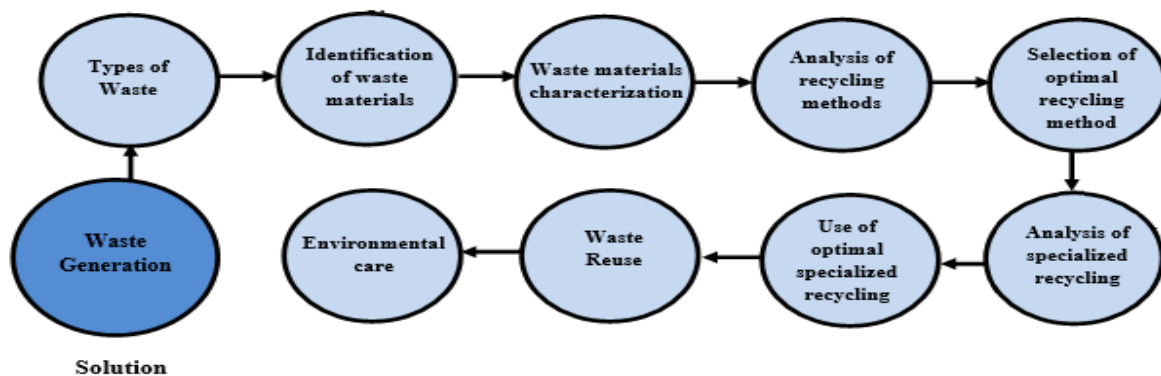 Types of
Waste
Identification
of waste
materials
Waste materials
characterization
Analysis of
recycling
methods
Selection of
optimal
recycling
method
Waste
Generation
Environmental
care
Waste
Reuse
Use of
optimal
specialized
recycling
Analysis of
specialized
recycling
Solution